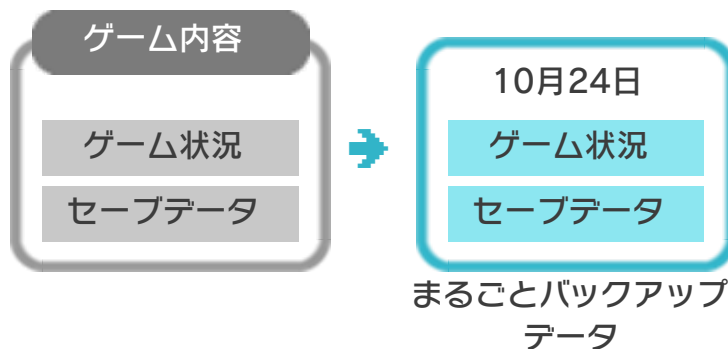 ゲーム内容
ゲーム状況
セーブデータ
10月24日
ゲーム状況
セーブデータ
まるごとバックアップ
データ